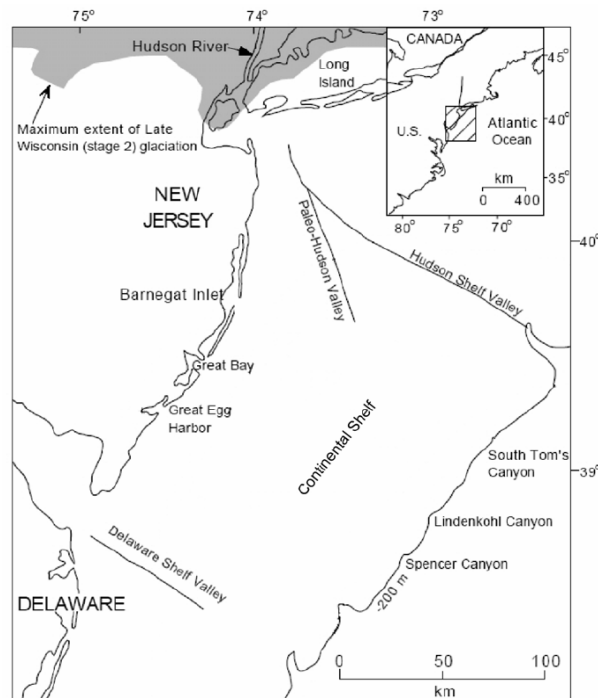 75°
74°
73°
Hudson River
Long
Island
CANADA
45°
40°
35°
U.S.
Atlantic
Ocean
km
0 400
80° 75° 70°
Maximum extent of Late
Wisconsin (stage 2) glaciation
NEW
JERSEY
Paleo-Hudson Valley
Hudson Shelf Valley
40°
Barnegat Inlet
Great Bay
Great Egg
Harbor
Continental Shelf
South Tom's
Canyon
39°
Lindenkohl Canyon
Spencer Canyon
-200 m
Delaware Shelf Valley
DELAWARE
0 50 100
km